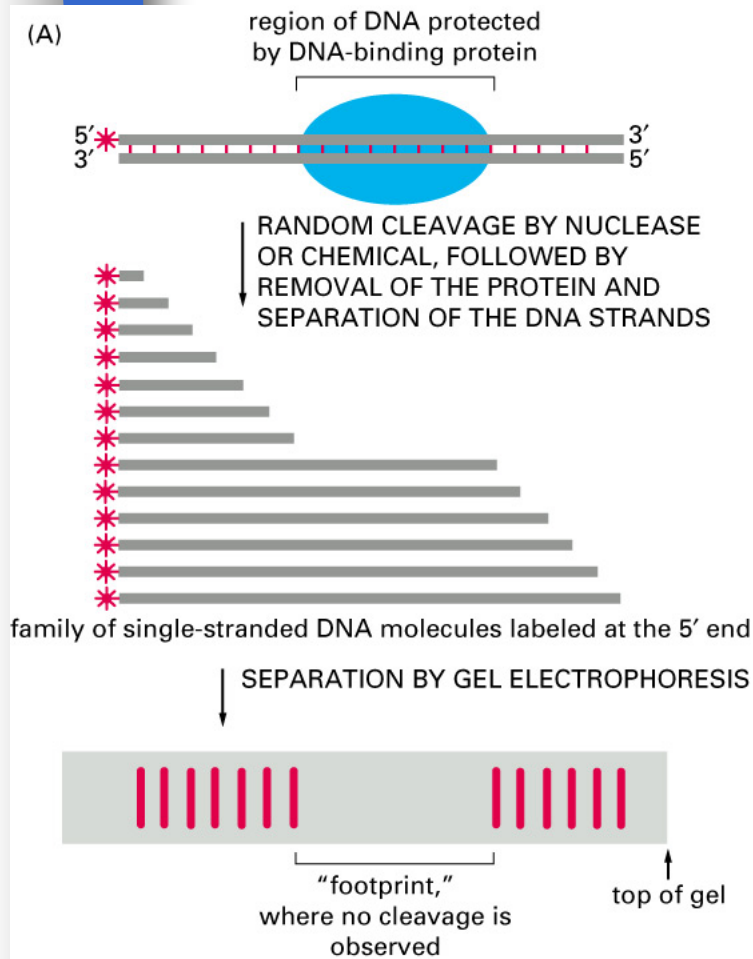 (A)
region of DNA protected
by DNA-binding protein
5′ 3′
3′ 5′
RANDOM CLEAVAGE BY NUCLEASE
OR CHEMICAL, FOLLOWED BY
REMOVAL OF THE PROTEIN AND
SEPARATION OF THE DNA STRANDS
family of single-stranded DNA molecules labeled at the 5′ end
SEPARATION BY GEL ELECTROPHORESIS
“footprint,”
where no cleavage is
observed
top of gel